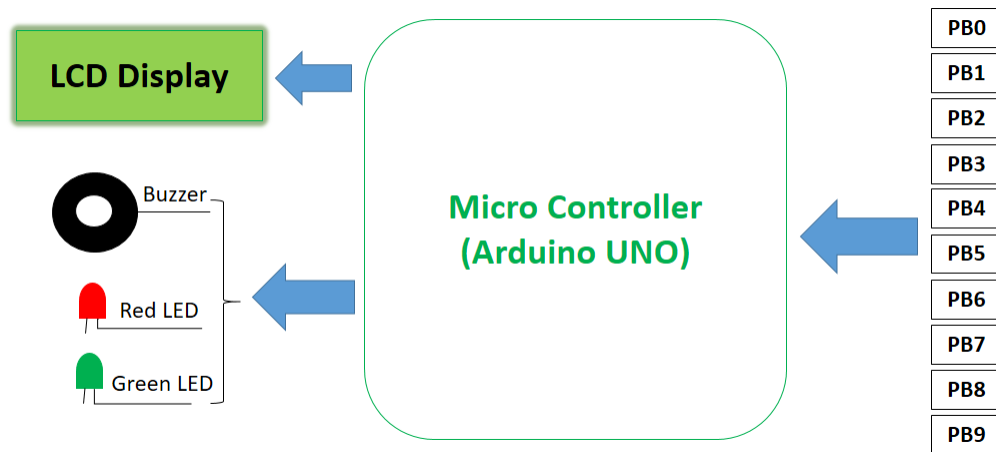 LCD Display
Buzzer
Red LED
Green LED
Micro Controller
(Arduino UNO)
PB0
PB1
PB2
PB3
PB4
PB5
PB6
PB7
PB8
PB9